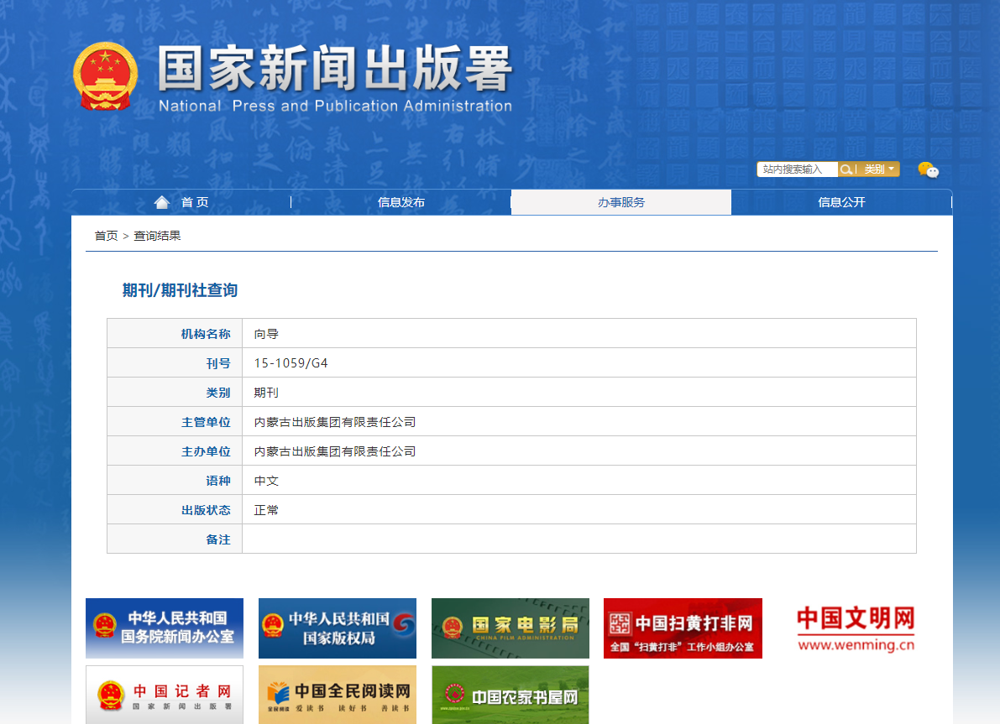 国家新闻出版署
National Press and Publication Administration
站内搜索输入 类别
首 页 信息发布 办事服务 信息公开
首页 > 查询结果
期刊/期刊社查询
机构名称 向导
刊号 15-1059/G4
类别 期刊
主管单位 内蒙古出版集团有限责任公司
主办单位 内蒙古出版集团有限责任公司
语种 中文
出版状态 正常
备注
中华人民共和国
国务院新闻办公室
中华人民共和国
国家版权局
国家电影局
CHINA FILM ADMINISTRATION
中国扫黄打非网
全国“扫黄打非”工作小组办公室
中国文明网
www.wenming.cn
中国记者网
国家新闻出版署
中国全民阅读网
全民阅读 爱读书 读好书 善读书
中国农家书屋网